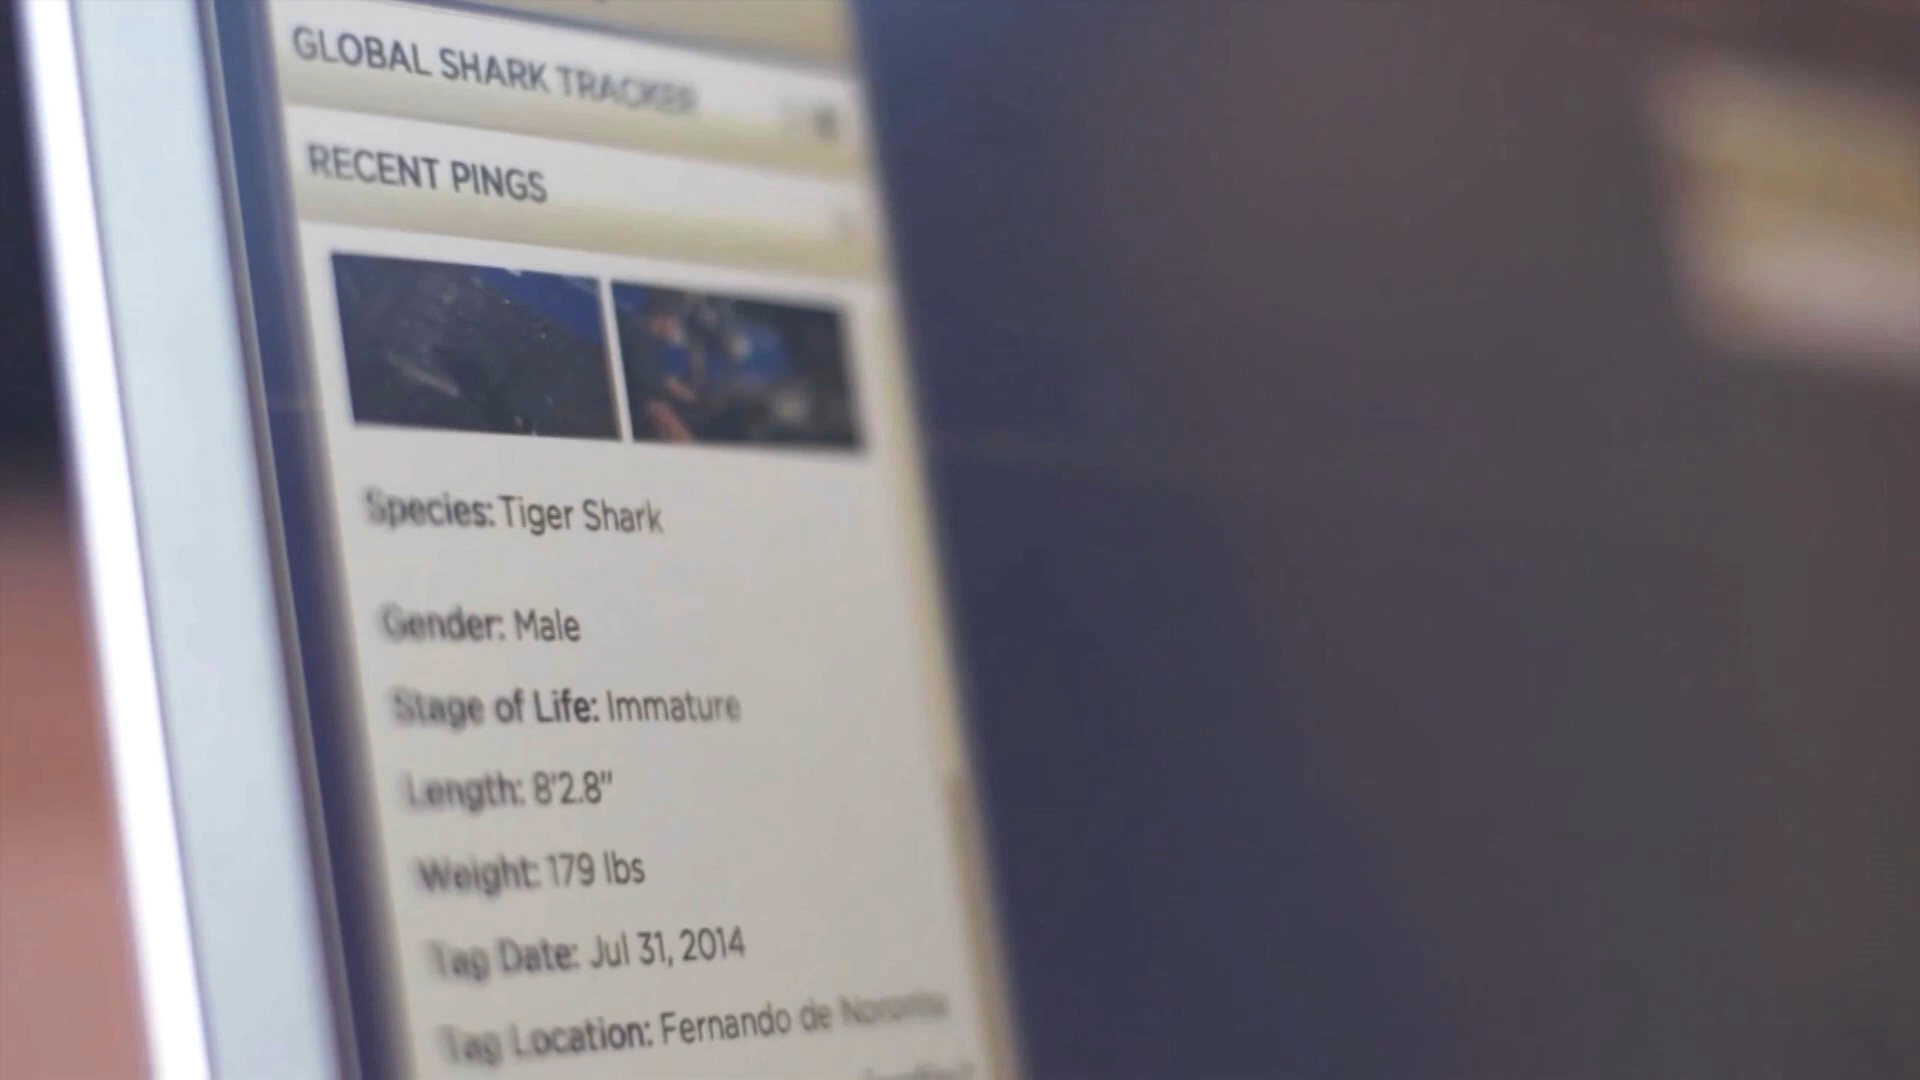 GLOBAL SHARK TRACKER
RECENT PINGS
Species: Tiger Shark
Gender: Male
Stage of Life: Immature
Length: 8'2.8"
Weight: 179 lbs
Tag Date: Jul 31, 2014
Tag Location: Fernando de Noronha